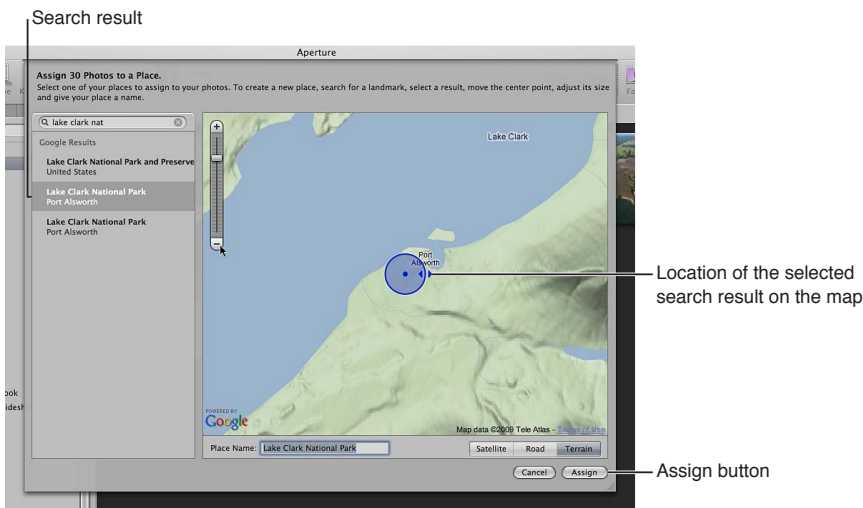 Search result
Aperture
Assign 30 Photos to a Place.
Select one of your places to assign to your photos. To create a new place, search for a landmark, select a result, move the center point, adjust its size
and give your place a name.
lake clark nat
Google Results
Lake Clark National Park and Preserve
United States
Lake Clark National Park
Port Alsworth
Lake Clark National Park
Port Alsworth
Lake Clark
Port
Alsworth
Location of the selected
search result on the map
POWERED BY
Google
Map data ©2009 Tele Atlas - Terms of Use
Place Name: Lake Clark National Park
Satellite Road Terrain
Cancel Assign
Assign button